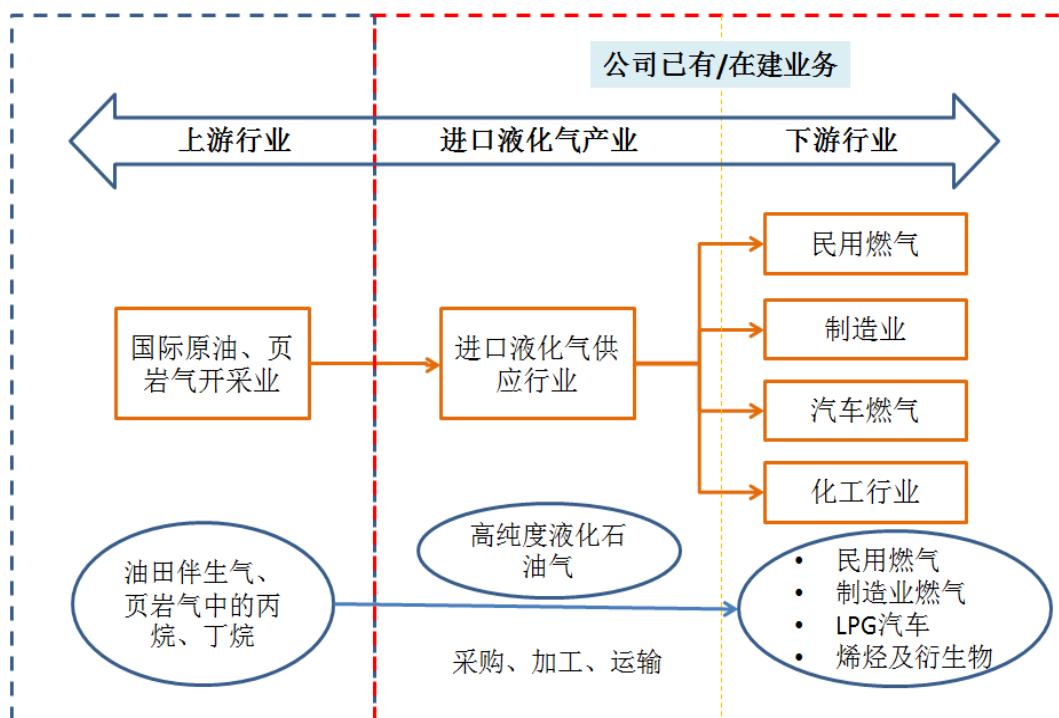 公司已有/在建业务
上游行业
进口液化气产业
下游行业
民用燃气
国际原油、页
岩气开采业
进口液化气供
应行业
制造业
汽车燃气
化工行业
油田伴生气、
页岩气中的丙
烷、丁烷
高纯度液化石
油气
采购、加工、运输
• 民用燃气
• 制造业燃气
• LPG汽车
• 烯烃及衍生物